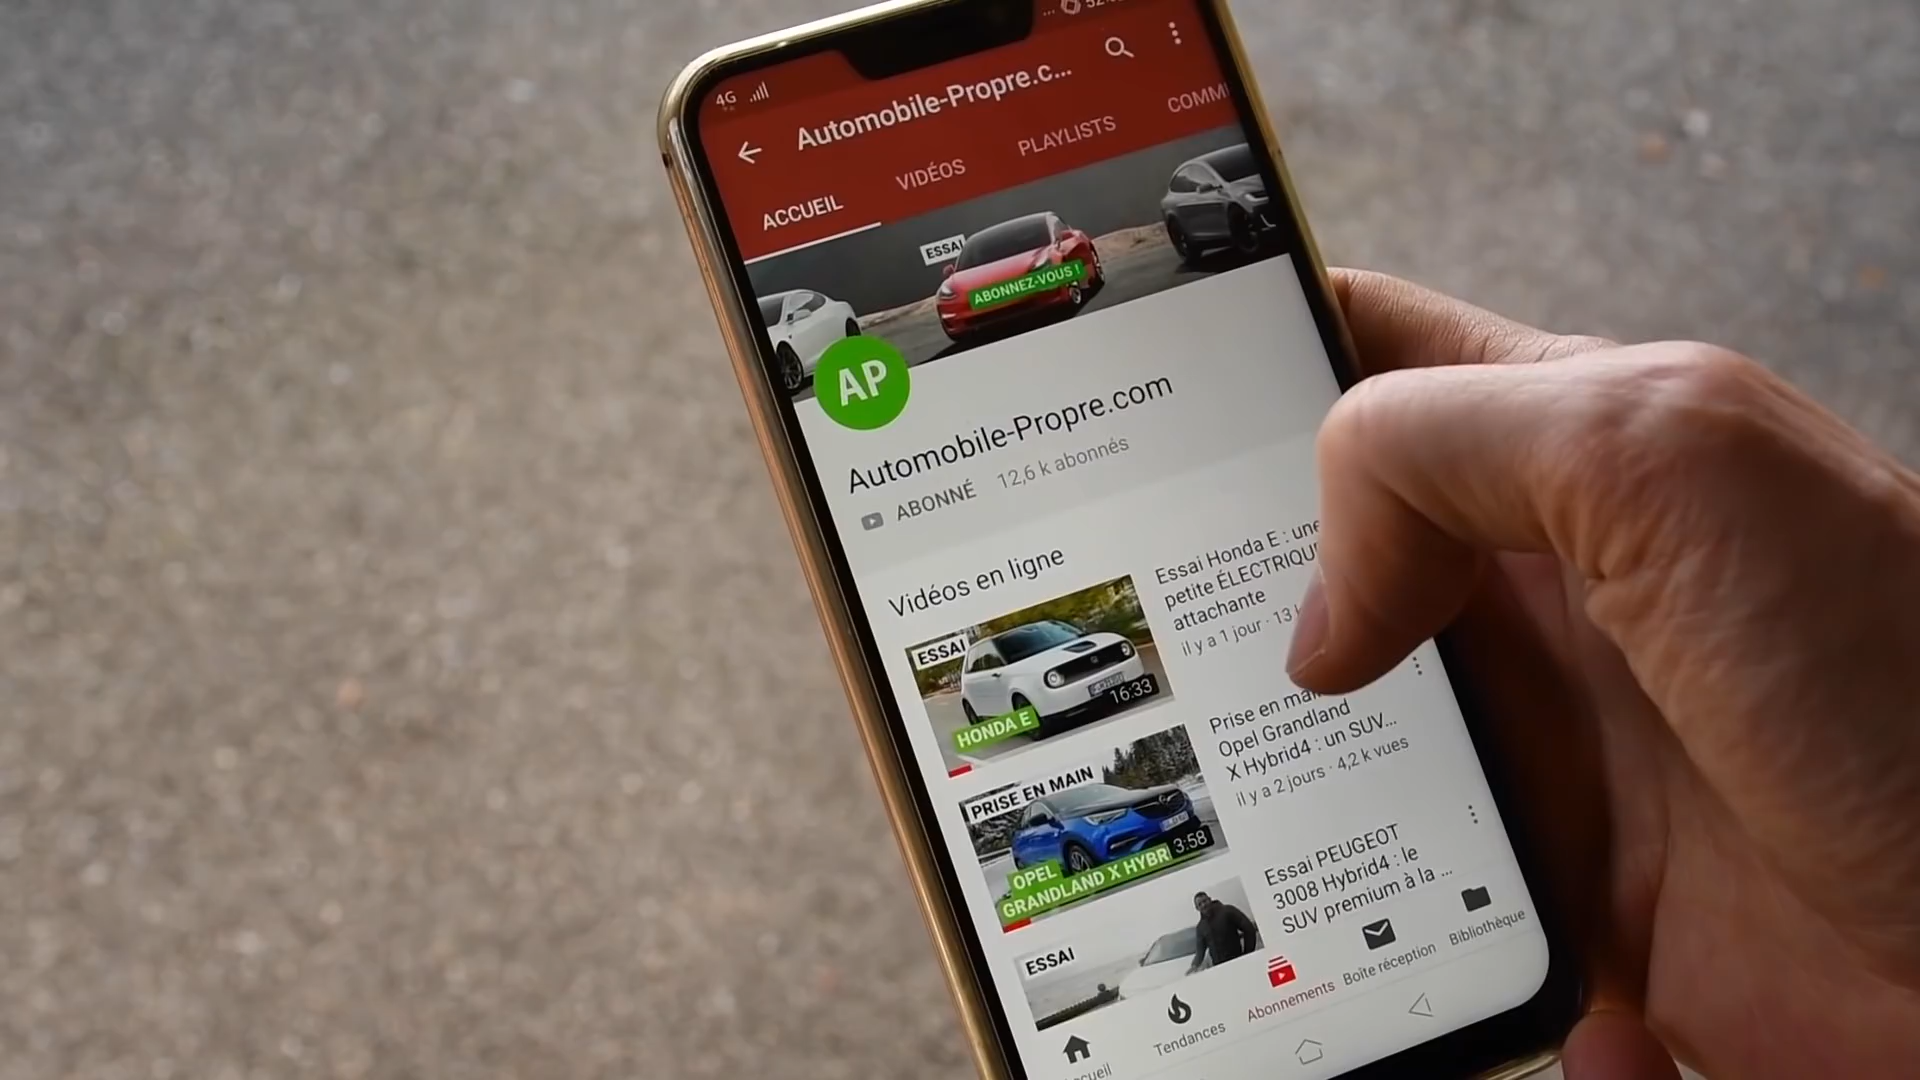 4G
Automobile-Propre.c...
ACCUEIL
VIDÉOS
PLAYLISTS
COMM
ESSAI
ABONNEZ-VOUS !
AP
Automobile-Propre.com
ABONNÉ
12,6 k abonnés
Vidéos en ligne
ESSAI
HONDA E
16:33
Essai Honda E : une
petite ÉLECTRIQU
attachante
il y a 1 jour · 13 k
PRISE EN MAIN
OPEL
GRANDLAND X HYBR
3:58
Prise en mai
Opel Grandland
X Hybrid4 : un SUV...
il y a 2 jours · 4,2 k vues
ESSAI
Essai PEUGEOT
3008 Hybrid4 : le
SUV premium à la ...
Accueil
Tendances
Abonnements
Boîte réception
Bibliothèque